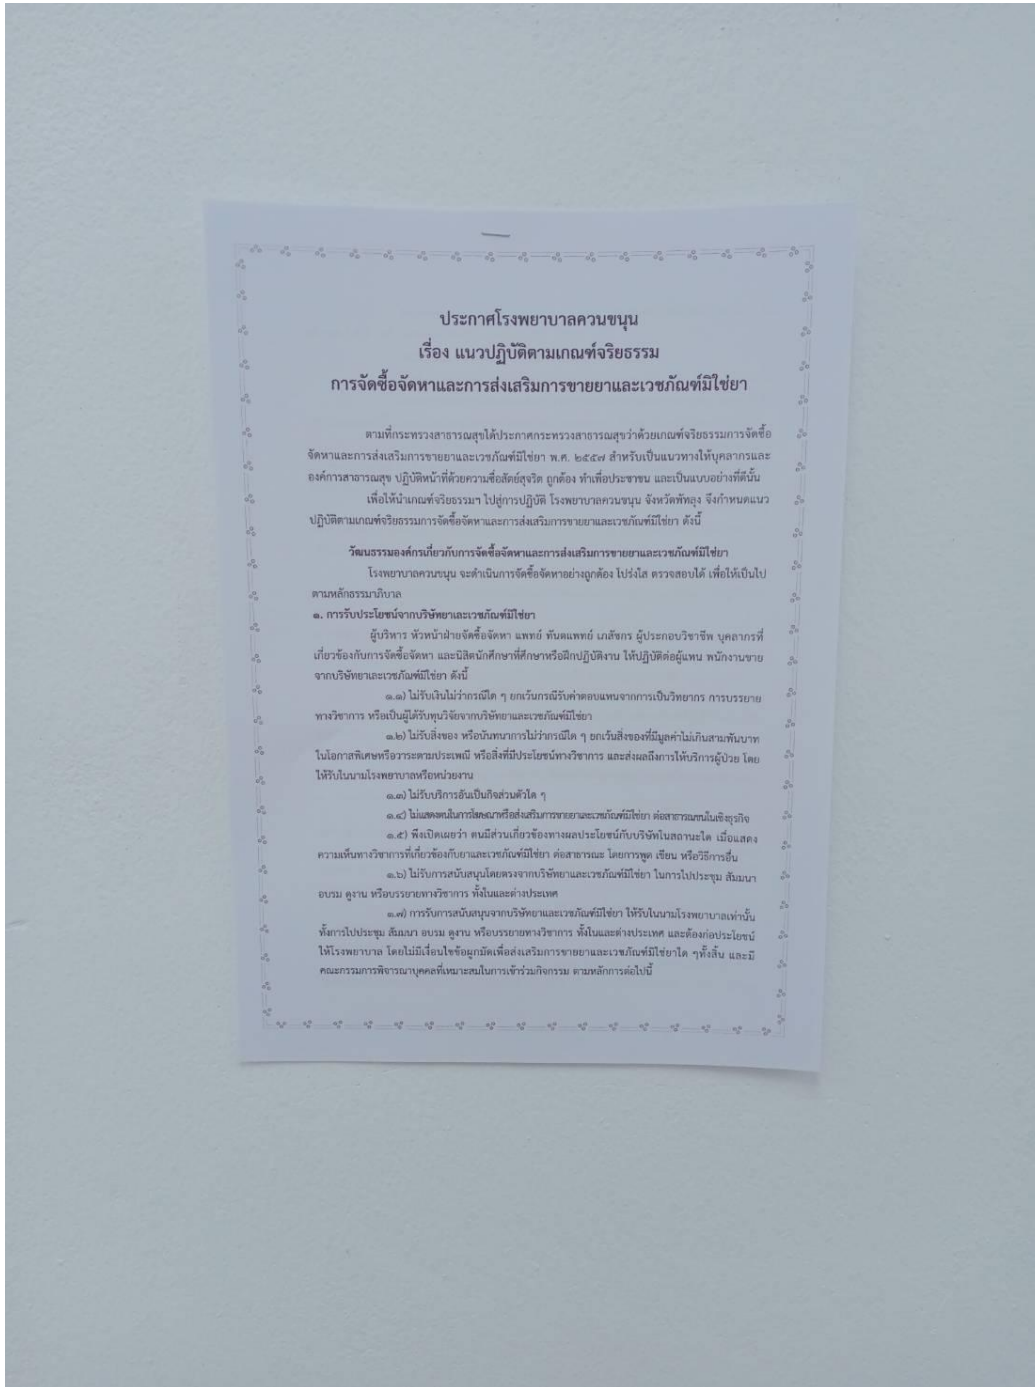 ประกาศโรงพยาบาลควนขนุน
เรื่อง แนวปฏิบัติตามเกณฑ์จริยธรรม
การจัดซื้อจัดหาและการส่งเสริมการขายยาและเวชภัณฑ์มิใช่ยา
ตามที่กระทรวงสาธารณสุขได้ประกาศกระทรวงสาธารณสุขว่าด้วยเกณฑ์จริยธรรมการจัดซื้อ
จัดหาและการส่งเสริมการขายยาและเวชภัณฑ์มิใช่ยา พ.ศ. ๒๕๕๗ สำหรับเป็นแนวทางให้บุคลากรและ
องค์การสาธารณสุข ปฏิบัติหน้าที่ด้วยความซื่อสัตย์สุจริต ถูกต้อง ทำเพื่อประชาชน และเป็นแบบอย่างที่ดีนั้น
เพื่อให้นำเกณฑ์จริยธรรมฯ ไปสู่การปฏิบัติ โรงพยาบาลควนขนุน จังหวัดพัทลุง จึงกำหนดแนว
ปฏิบัติตามเกณฑ์จริยธรรมการจัดซื้อจัดหาและการส่งเสริมการขายยาและเวชภัณฑ์มิใช่ยา ดังนี้
วัฒนธรรมองค์กรเกี่ยวกับการจัดซื้อจัดหาและการส่งเสริมการขายยาและเวชภัณฑ์มิใช่ยา
โรงพยาบาลควนขนุน จะดำเนินการจัดซื้อจัดหาอย่างถูกต้อง โปร่งใส ตรวจสอบได้ เพื่อให้เป็นไป
ตามหลักธรรมาภิบาล
๑. การรับประโยชน์จากบริษัทยาและเวชภัณฑ์มิใช่ยา
ผู้บริหาร หัวหน้าฝ่ายจัดซื้อจัดหา แพทย์ ทันตแพทย์ เภสัชกร ผู้ประกอบวิชาชีพ บุคลากรที่
เกี่ยวข้องกับการจัดซื้อจัดหา และนิสิตนักศึกษาที่ศึกษาหรือฝึกปฏิบัติงาน ให้ปฏิบัติต่อผู้แทน พนักงานขาย
จากบริษัทยาและเวชภัณฑ์มิใช่ยา ดังนี้
๑.๑) ไม่รับเงินไม่ว่ากรณีใด ๆ ยกเว้นกรณีรับค่าตอบแทนจากการเป็นวิทยากร การบรรยาย
ทางวิชาการ หรือเป็นผู้ได้รับทุนวิจัยจากบริษัทยาและเวชภัณฑ์มิใช่ยา
๑.๒) ไม่รับสิ่งของ หรือนันทนาการไม่ว่ากรณีใด ๆ ยกเว้นสิ่งของที่มีมูลค่าไม่เกินสามพันบาท
ในโอกาสพิเศษหรือวาระตามประเพณี หรือสิ่งที่มีประโยชน์ทางวิชาการ และส่งผลถึงการให้บริการผู้ป่วย โดย
ให้รับในนามโรงพยาบาลหรือหน่วยงาน
๑.๓) ไม่รับบริการอันเป็นกิจส่วนตัวใด ๆ
๑.๔) ไม่แสดงตนในการโฆษณาหรือส่งเสริมการขายยาและเวชภัณฑ์มิใช่ยา ต่อสาธารณชนในเชิงธุรกิจ
๑.๕) พึงเปิดเผยว่า ตนมีส่วนเกี่ยวข้องทางผลประโยชน์กับบริษัทในสถานะใด เมื่อแสดง
ความเห็นทางวิชาการที่เกี่ยวข้องกับยาและเวชภัณฑ์มิใช่ยา ต่อสาธารณะ โดยการพูด เขียน หรือวิธีการอื่น
๑.๖) ไม่รับการสนับสนุนโดยตรงจากบริษัทยาและเวชภัณฑ์มิใช่ยา ในการไปประชุม สัมมนา
อบรม ดูงาน หรือบรรยายทางวิชาการ ทั้งในและต่างประเทศ
๑.๗) การรับการสนับสนุนจากบริษัทยาและเวชภัณฑ์มิใช่ยา ให้รับในนามโรงพยาบาลเท่านั้น
ทั้งการไปประชุม สัมมนา อบรม ดูงาน หรือบรรยายทางวิชาการ ทั้งในและต่างประเทศ และต้องก่อประโยชน์
ให้โรงพยาบาล โดยไม่มีเงื่อนไขข้อผูกมัดเพื่อส่งเสริมการขายยาและเวชภัณฑ์มิใช่ยาใด ๆทั้งสิ้น และมี
คณะกรรมการพิจารณาบุคคลที่เหมาะสมในการเข้าร่วมกิจกรรม ตามหลักการต่อไปนี้